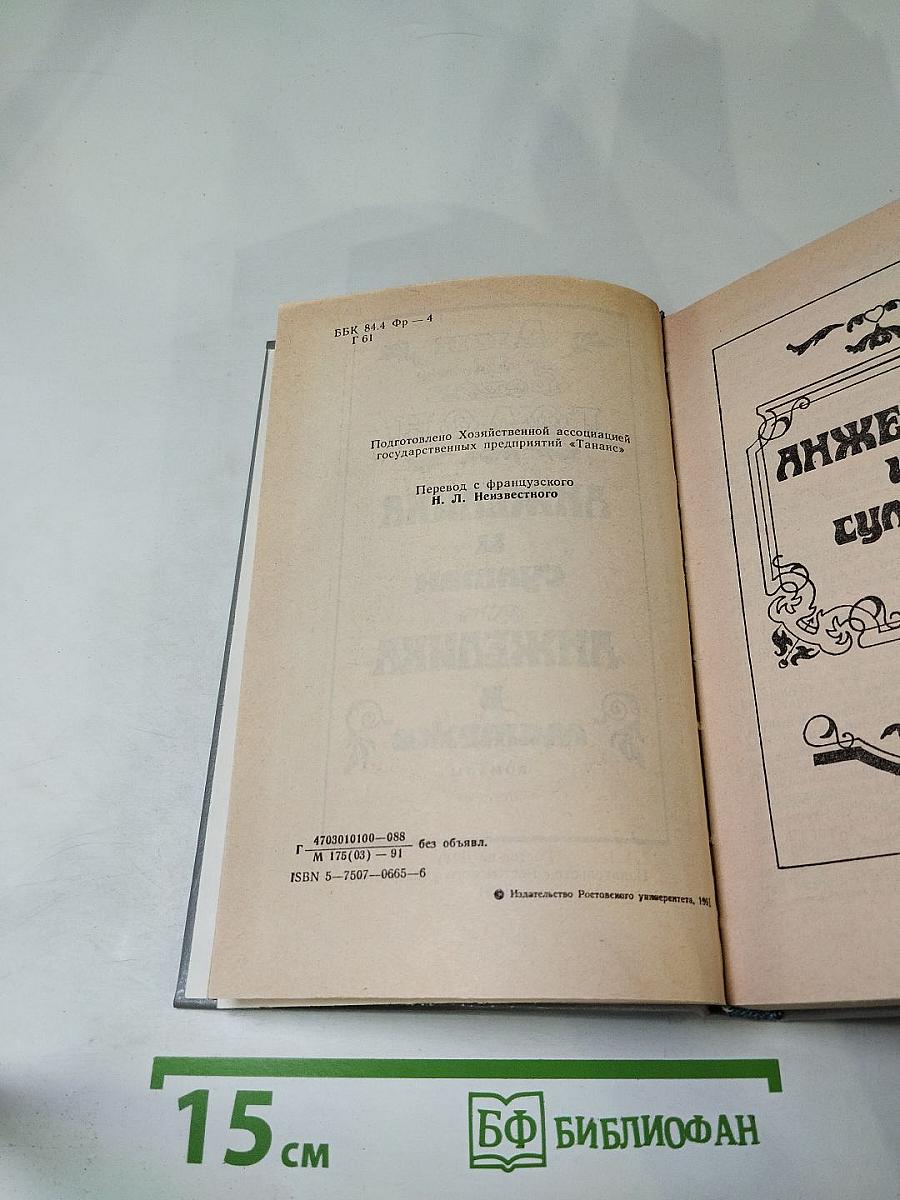 ББК 84.4 Фр — 4
Г 61
Подготовлено Хозяйственной ассоциацией
государственных предприятий «Танаис»
Перевод с французского
Н. Л. Неизвестного
Г 4703010100—088 без объявл.
М 175(03) — 91
ISBN 5—7507—0665—6
© Издательство Ростовского университета, 1991
АНЖЕ
И
СУЛ
15 см
БФ БИБЛИОФАН